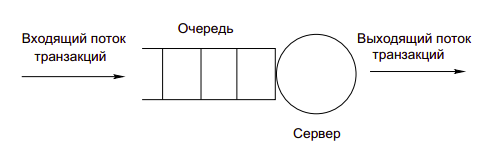 Входящий поток
транзакций
Очередь
Сервер
Выходящий поток
транзакций